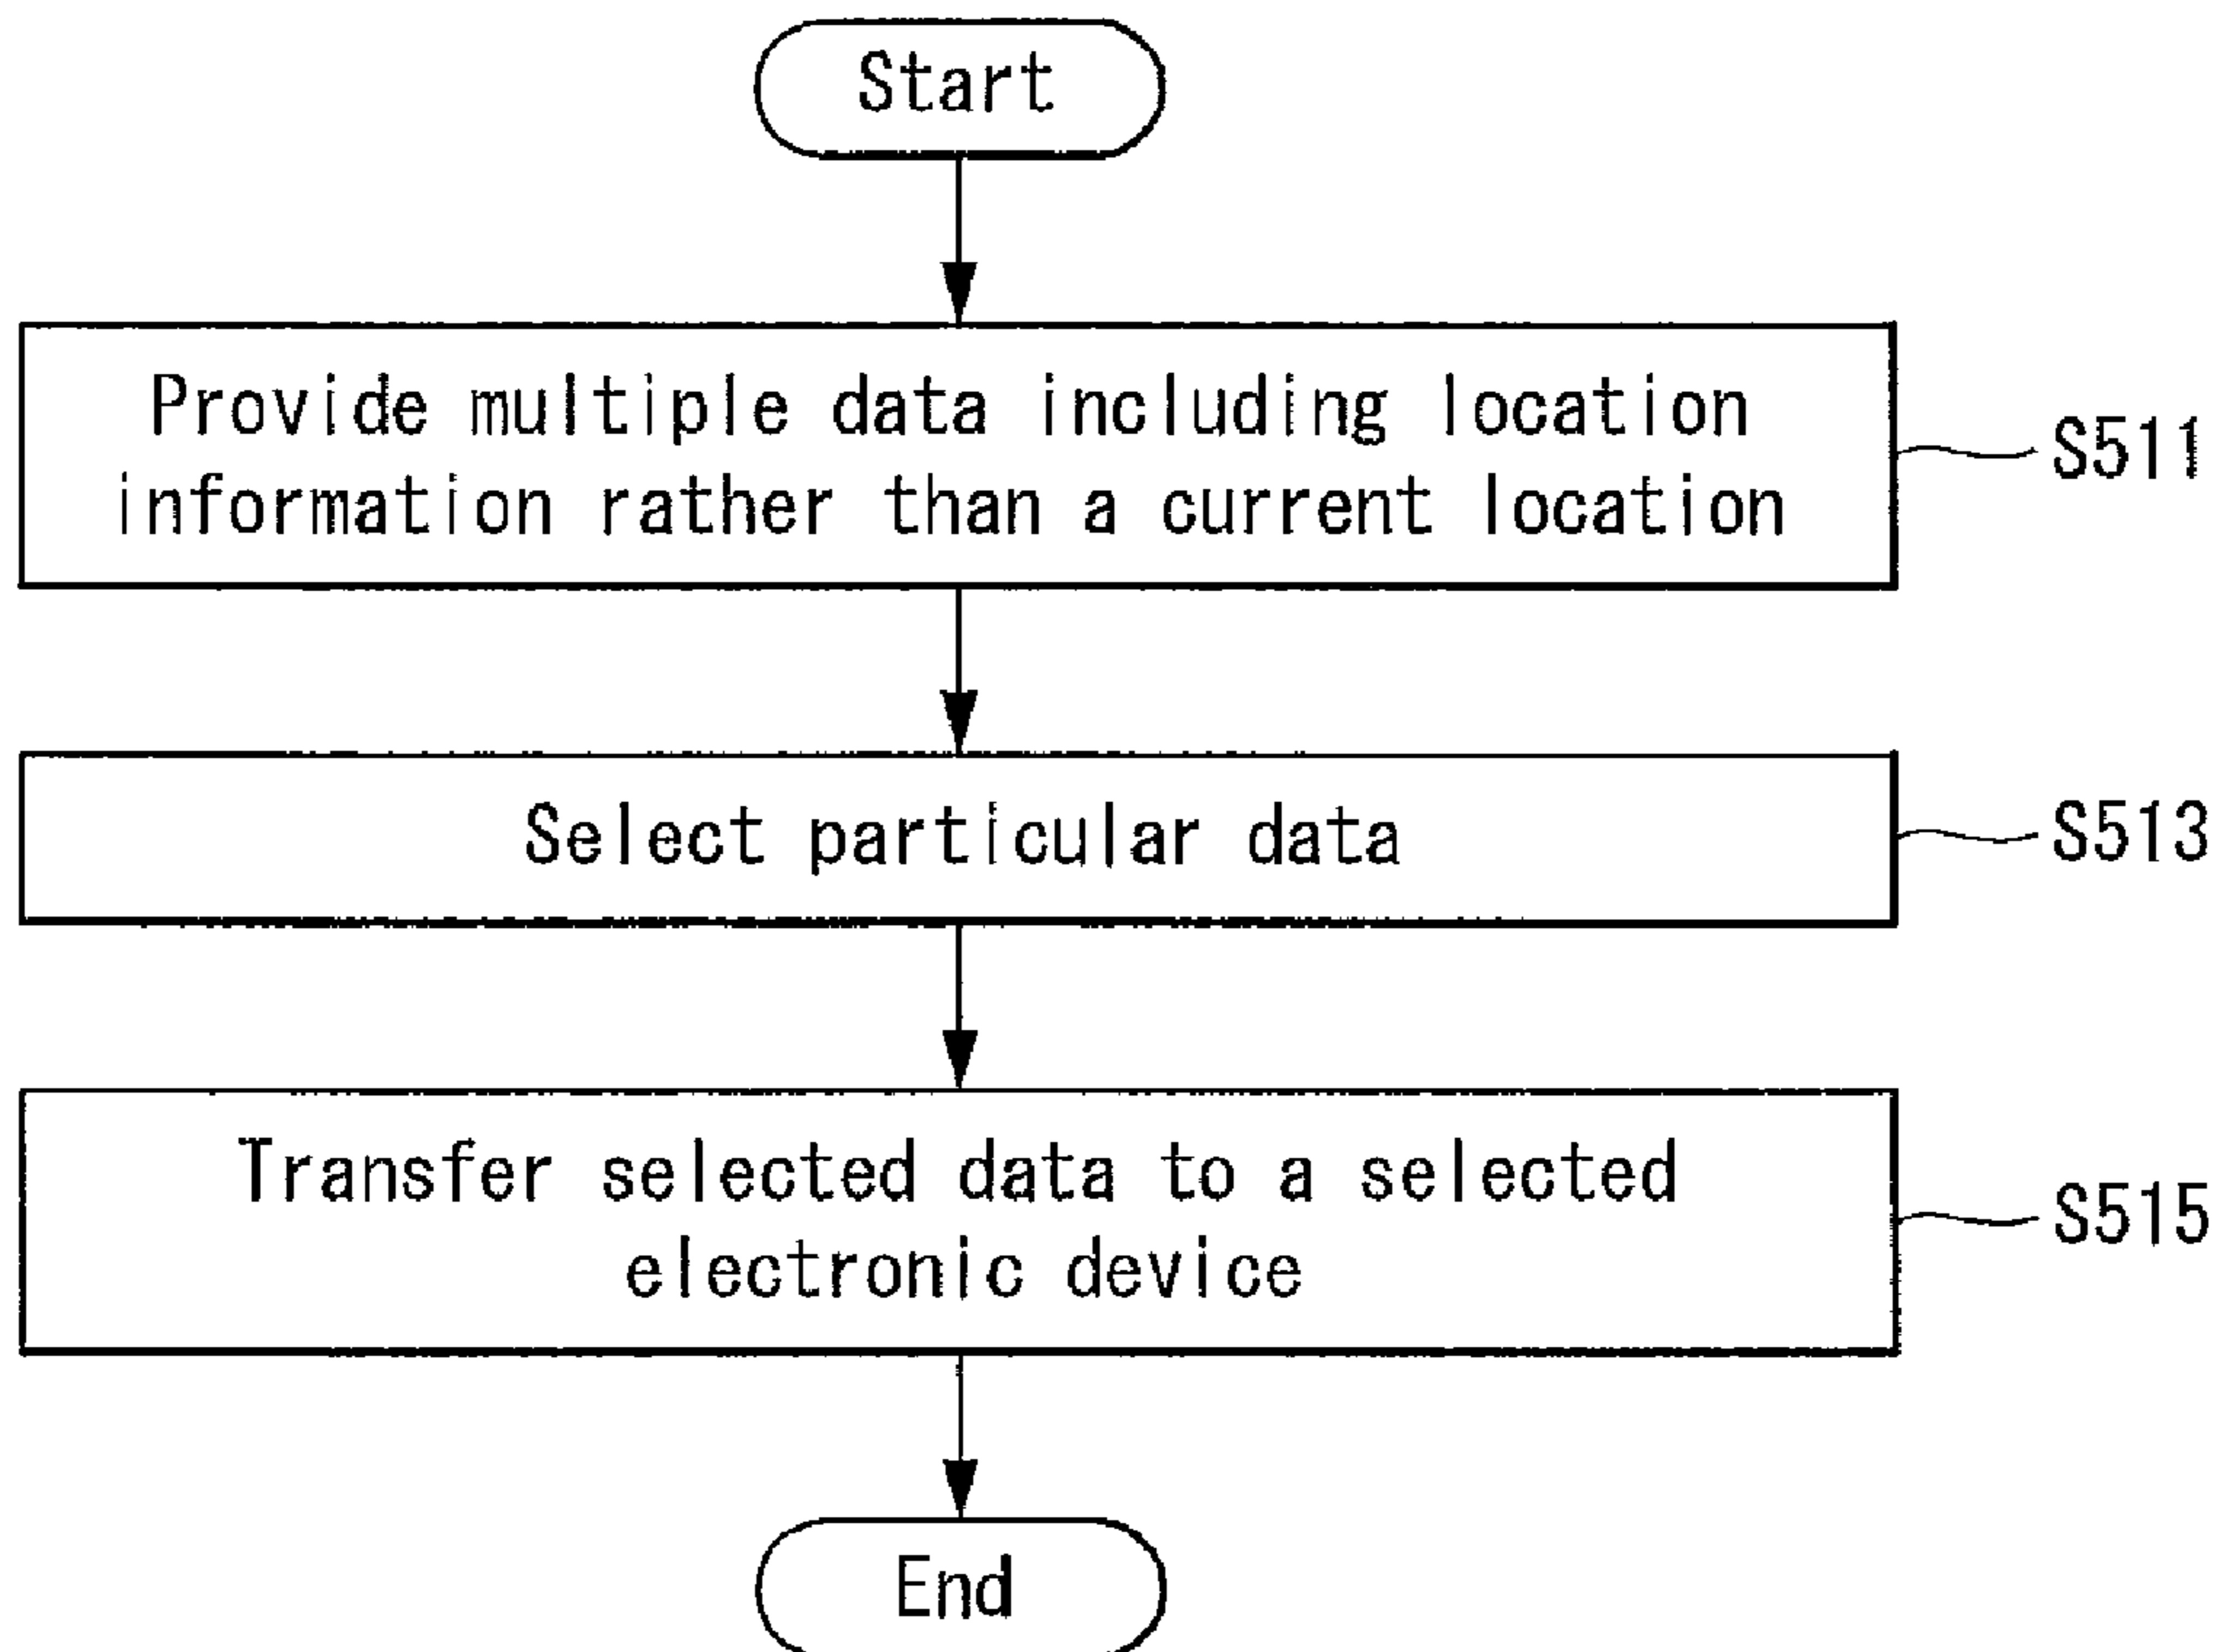 Start
Provide multiple data including location
information rather than a current location
S511
Select particular data
S513
Transfer selected data to a selected
electronic device
S515
End